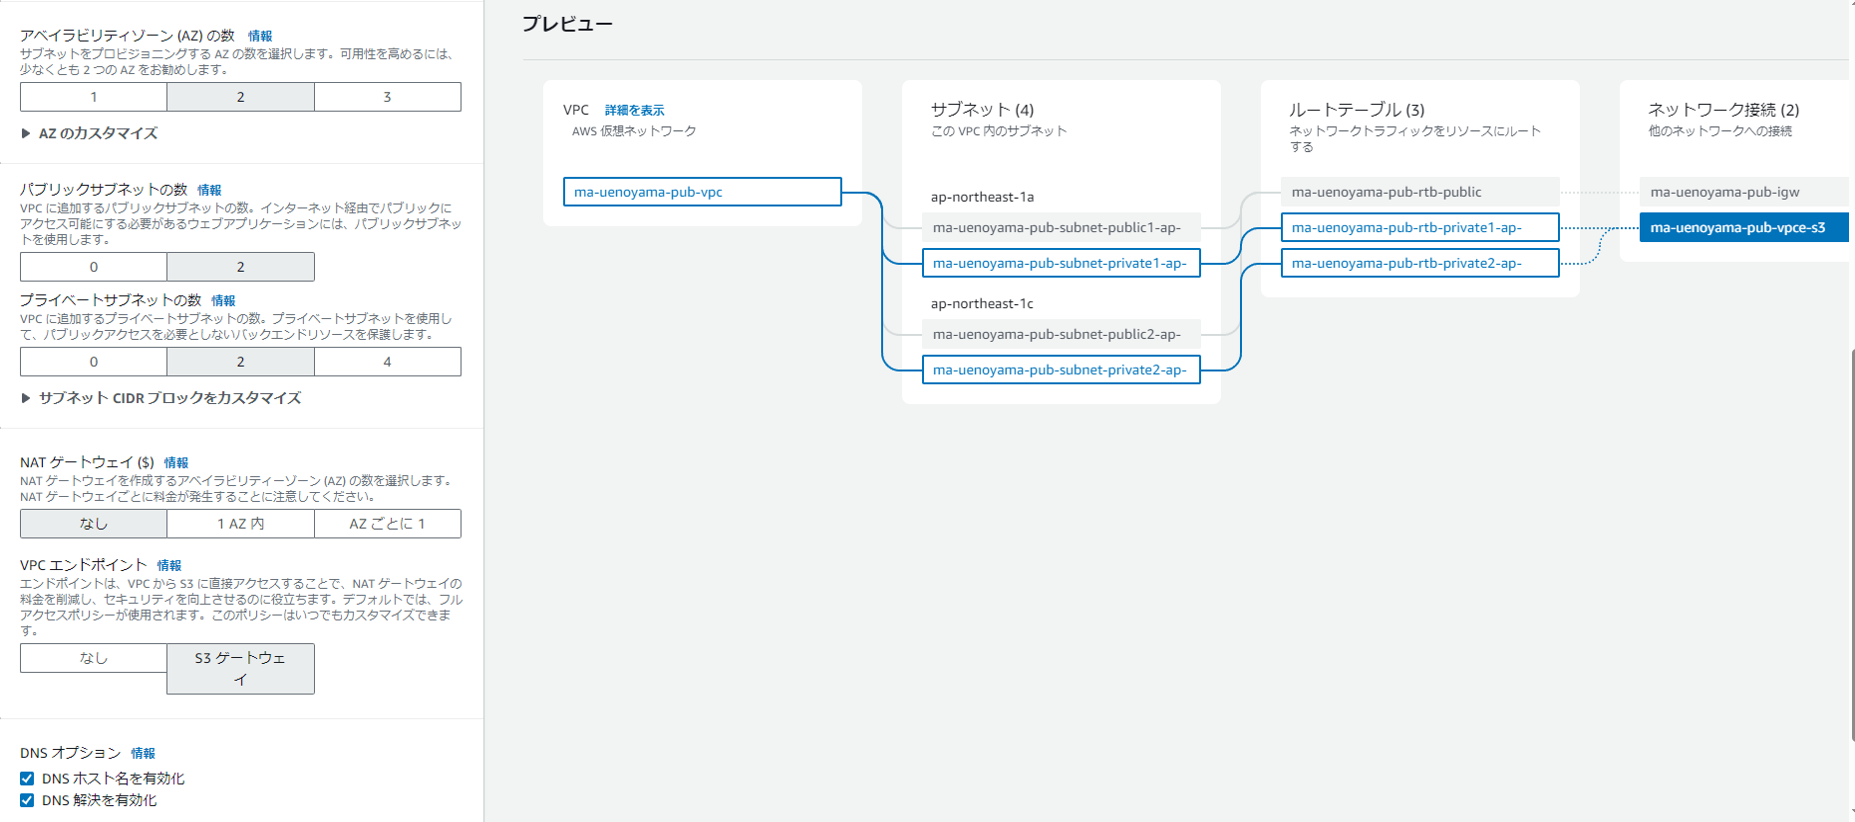 アベイラビリティゾーン (AZ) の数 情報
サブネットをプロビジョニングする AZ の数を選択します。可用性を高めるには、
少なくとも 2 つの AZ をお勧めします。
1 2 3
AZ のカスタマイズ
パブリックサブネットの数 情報
VPC に追加するパブリックサブネットの数。インターネット経由でパブリックに
アクセス可能にする必要があるウェブアプリケーションには、パブリックサブネッ
トを使用します。
0 2
プライベートサブネットの数 情報
VPC に追加するプライベートサブネットの数。プライベートサブネットを使用し
て、パブリックアクセスを必要としないバックエンドリソースを保護します。
0 2 4
サブネット CIDR ブロックをカスタマイズ
NAT ゲートウェイ ($) 情報
NAT ゲートウェイを作成するアベイラビリティーゾーン (AZ) の数を選択します。
NAT ゲートウェイごとに料金が発生することに注意してください。
なし 1 AZ 内 AZ ごとに 1
VPC エンドポイント 情報
エンドポイントは、VPC から S3 に直接アクセスすることで、NAT ゲートウェイの
料金を削減し、セキュリティを向上させるのに役立ちます。デフォルトでは、フル
アクセスポリシーが使用されます。このポリシーはいつでもカスタマイズできま
す。
なし S3 ゲートウェ
イ
DNS オプション 情報
DNS ホスト名を有効化
DNS 解決を有効化
プレビュー
VPC 詳細を表示
AWS 仮想ネットワーク
ma-uenoyama-pub-vpc
サブネット (4)
この VPC 内のサブネット
ap-northeast-1a
ma-uenoyama-pub-subnet-public1-ap-
ma-uenoyama-pub-subnet-private1-ap-
ap-northeast-1c
ma-uenoyama-pub-subnet-public2-ap-
ma-uenoyama-pub-subnet-private2-ap-
ルートテーブル (3)
ネットワークトラフィックをリソースにルート
する
ma-uenoyama-pub-rtb-public
ma-uenoyama-pub-rtb-private1-ap-
ma-uenoyama-pub-rtb-private2-ap-
ネットワーク接続 (2)
他のネットワークへの接続
ma-uenoyama-pub-igw
ma-uenoyama-pub-vpce-s3